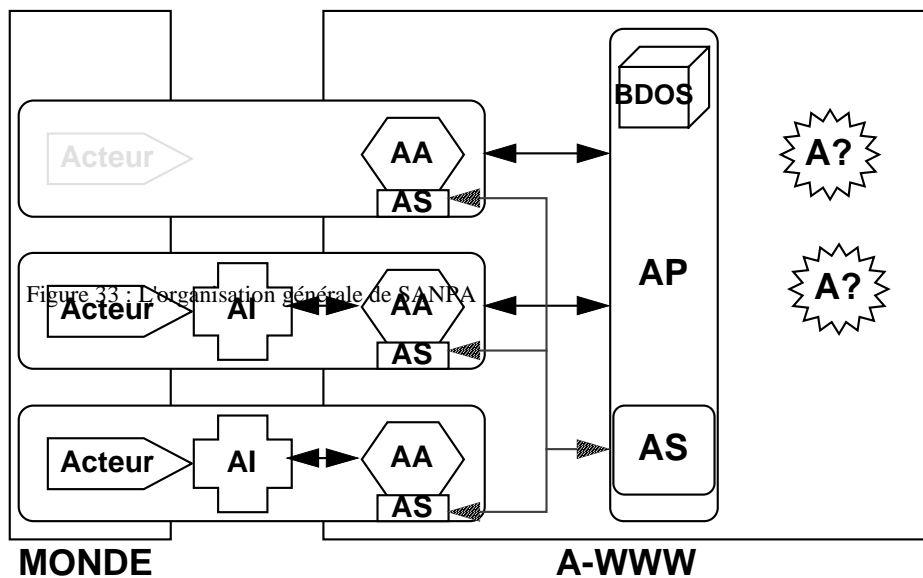 BDOS
Acteur
AA
A?
AS
AP
A?
Figure 33 : L'organisation générale de SANPA
Acteur
AI
AA
AS
Acteur
AI
AA
AS
AS
MONDE
A-WWW